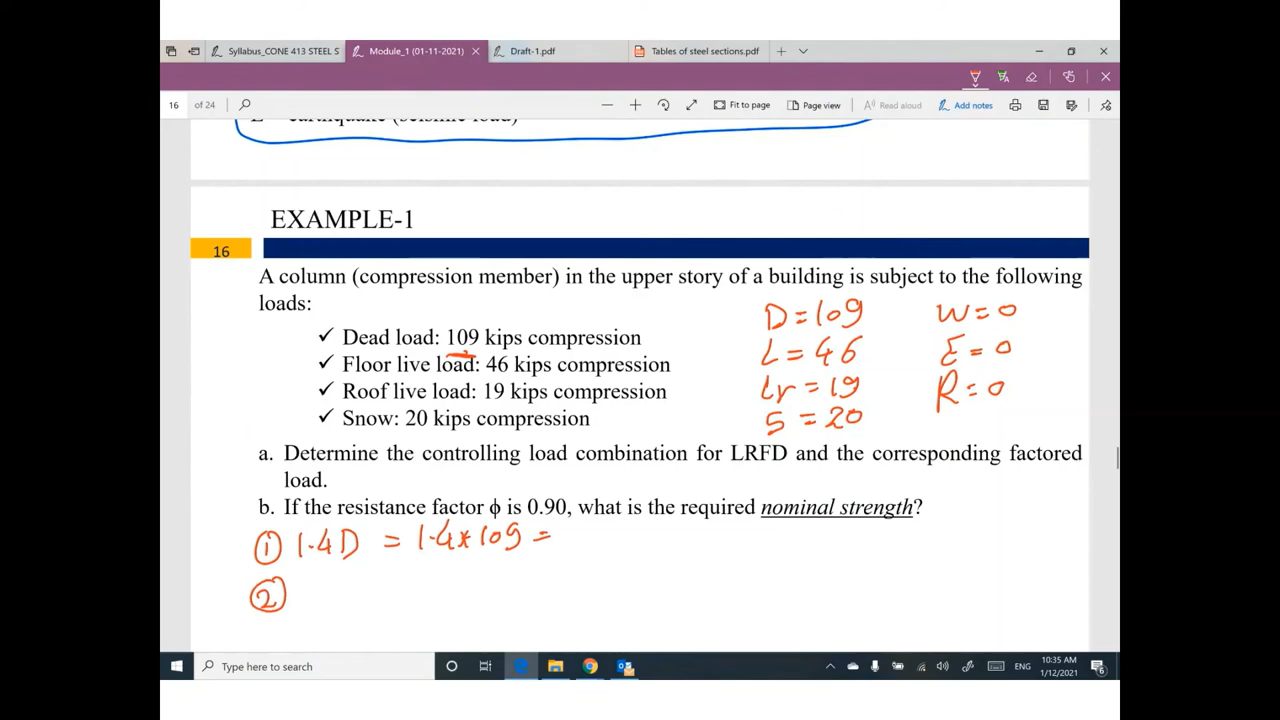 Syllabus_CONE 413 STEEL S
Module_1 (01-11-2021)
Draft-1.pdf
Tables of steel sections.pdf
16 of 24
Fit to page
Page view
Read aloud
Add notes
earthquake (seismic load)
EXAMPLE-1
16
A column (compression member) in the upper story of a building is subject to the following
loads:
D = 109 W = 0
✓ Dead load: 109 kips compression
✓ Floor live load: 46 kips compression
L = 46 E = 0
✓ Roof live load: 19 kips compression
Lr = 19 R = 0
✓ Snow: 20 kips compression
S = 20
a. Determine the controlling load combination for LRFD and the corresponding factored
load.
b. If the resistance factor ϕ is 0.90, what is the required nominal strength?
① 1.4D = 1.4*109 =
②
Type here to search
ENG
10:35 AM
1/12/2021
6